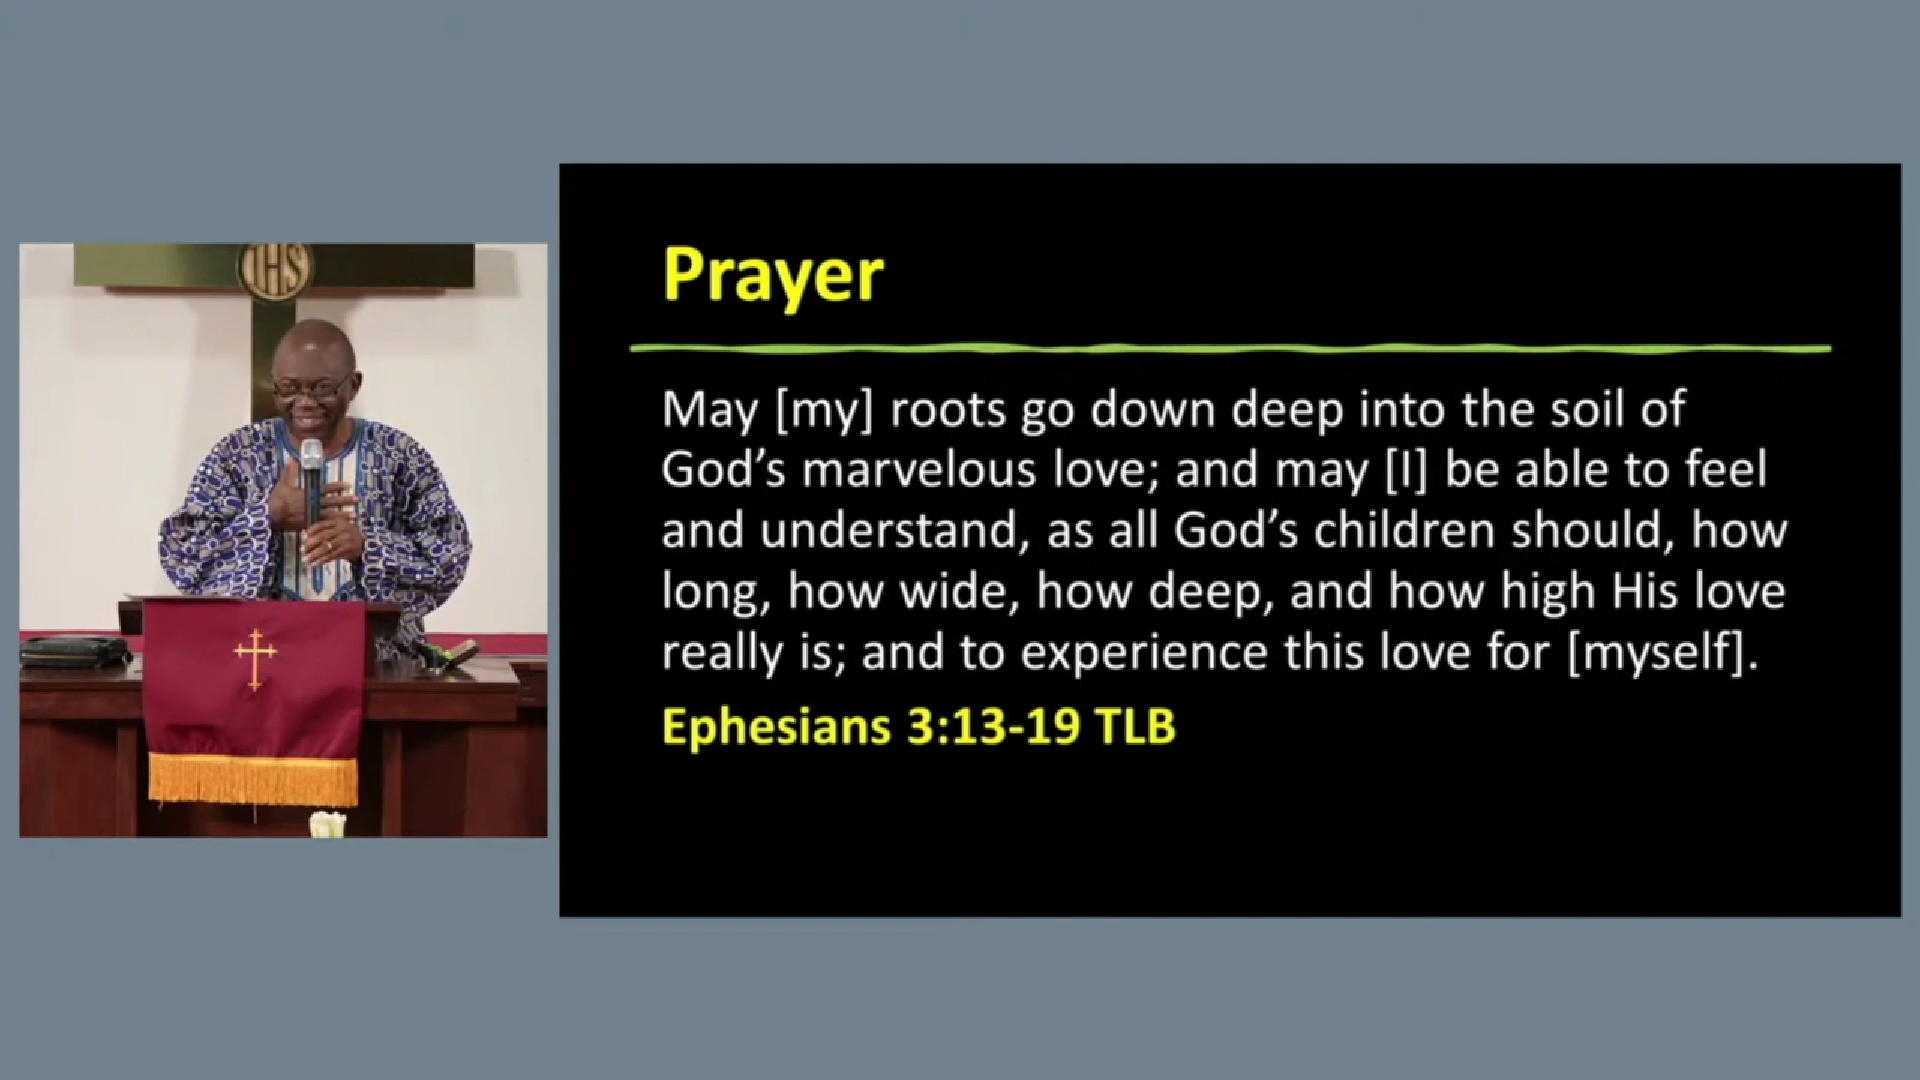 IHS
Prayer
May [my] roots go down deep into the soil of
God’s marvelous love; and may [I] be able to feel
and understand, as all God’s children should, how
long, how wide, how deep, and how high His love
really is; and to experience this love for [myself].
Ephesians 3:13-19 TLB